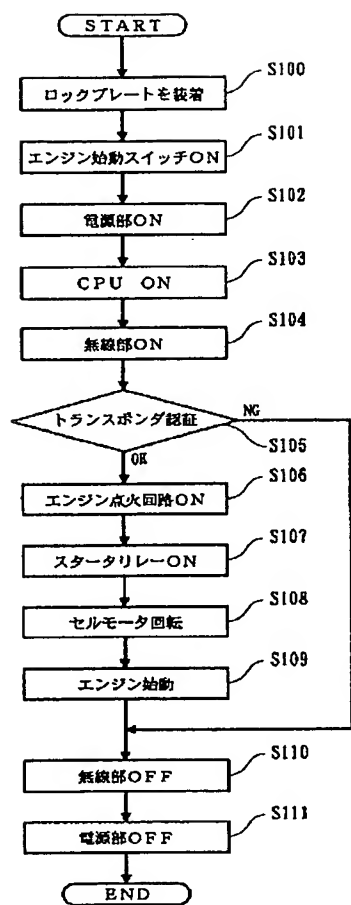 START
S100
ロックプレートを装着
S101
エンジン始動スイッチON
S102
電源部ON
S103
CPU ON
S104
無線部ON
トランスポンダ認証
NG
S105
OK
S106
エンジン点火回路ON
S107
スタータリレーON
S108
セルモータ回転
S109
エンジン始動
S110
無線部OFF
S111
電源部OFF
END